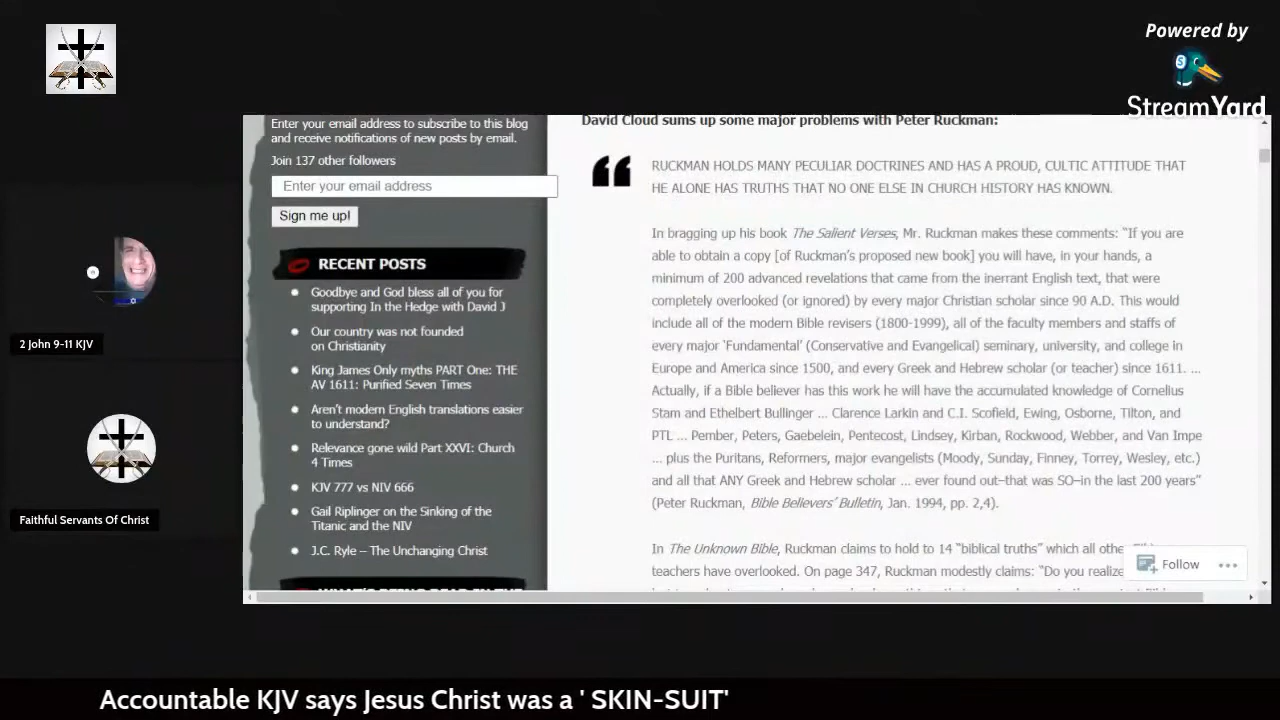 Powered by
StreamYard
2 John 9-11 KJV
Faithful Servants Of Christ
Enter your email address to subscribe to this blog
and receive notifications of new posts by email.
Join 137 other followers
Enter your email address
Sign me up!
RECENT POSTS
Goodbye and God bless all of you for
supporting In the Hedge with David J
Our country was not founded
on Christianity
King James Only myths PART One: THE
AV 1611: Purified Seven Times
Aren't modern English translations easier
to understand?
Relevance gone wild Part XXVI: Church
4 Times
KJV 777 vs NIV 666
Gail Riplinger on the Sinking of the
Titanic and the NIV
J.C. Ryle – The Unchanging Christ
David Cloud sums up some major problems with Peter Ruckman:
RUCKMAN HOLDS MANY PECULIAR DOCTRINES AND HAS A PROUD, CULTIC ATTITUDE THAT
HE ALONE HAS TRUTHS THAT NO ONE ELSE IN CHURCH HISTORY HAS KNOWN.
In bragging up his book The Salient Verses, Mr. Ruckman makes these comments: “If you are
able to obtain a copy [of Ruckman's proposed new book] you will have, in your hands, a
minimum of 200 advanced revelations that came from the inerrant English text, that were
completely overlooked (or ignored) by every major Christian scholar since 90 A.D. This would
include all of the modern Bible revisers (1800-1999), all of the faculty members and staffs of
every major 'Fundamental' (Conservative and Evangelical) seminary, university, and college in
Europe and America since 1500, and every Greek and Hebrew scholar (or teacher) since 1611. ...
Actually, if a Bible believer has this work he will have the accumulated knowledge of Cornelius
Stam and Ethelbert Bullinger ... Clarence Larkin and C.I. Scofield, Ewing, Osborne, Tilton, and
PTL ... Pember, Peters, Gaebelein, Pentecost, Lindsey, Kirban, Rockwood, Webber, and Van Impe
... plus the Puritans, Reformers, major evangelists (Moody, Sunday, Finney, Torrey, Wesley, etc.)
and all that ANY Greek and Hebrew scholar ... ever found out–that was SO–in the last 200 years”
(Peter Ruckman, Bible Believers' Bulletin, Jan. 1994, pp. 2,4).
In The Unknown Bible, Ruckman claims to hold to 14 “biblical truths” which all
teachers have overlooked. On page 347, Ruckman modestly claims: “Do you realize
Follow
Accountable KJV says Jesus Christ was a ' SKIN-SUIT'